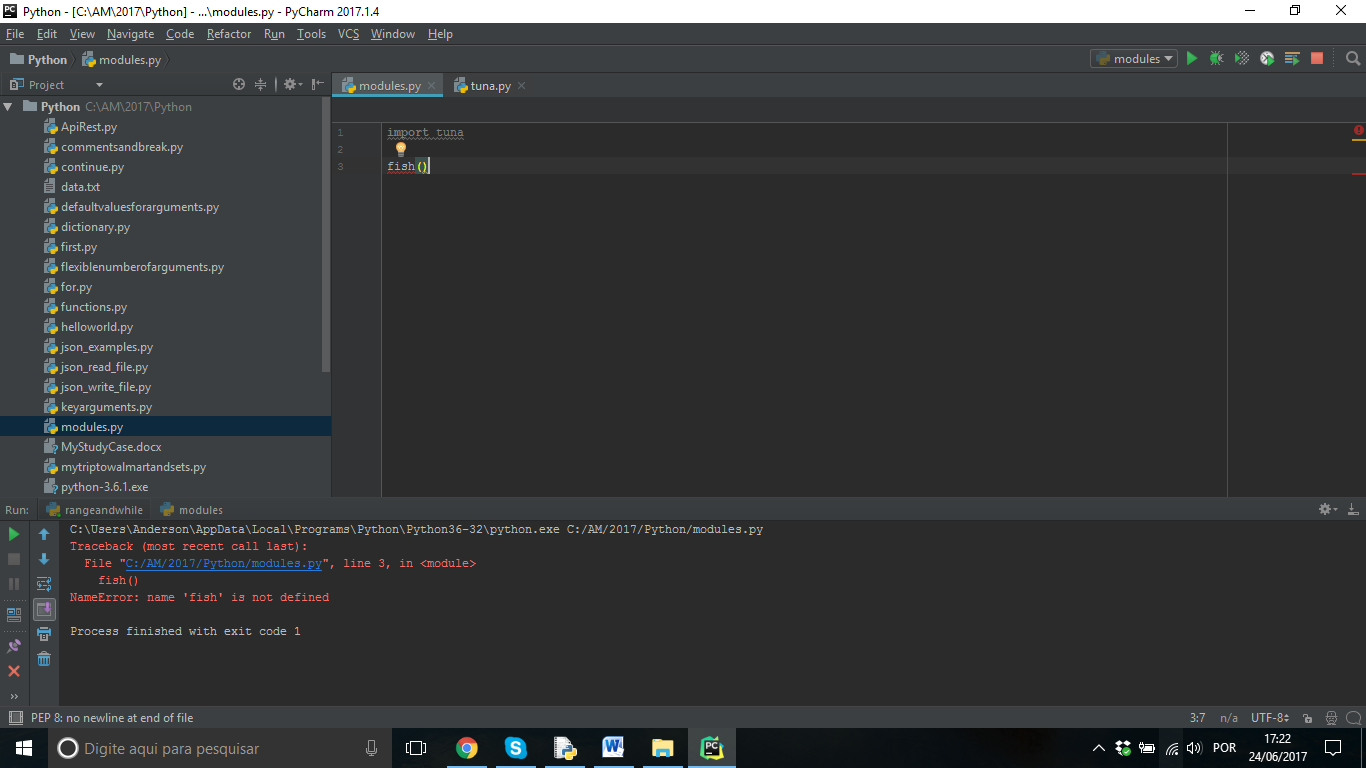 Python - [C:\AM\2017\Python] - ...\modules.py - PyCharm 2017.1.4
File Edit View Navigate Code Refactor Run Tools VCS Window Help
Python modules.py modules
Project modules.py tuna.py
Python C:\AM\2017\Python
ApiRest.py
commentsandbreak.py
continue.py
data.txt
defaultvaluesforarguments.py
dictionary.py
first.py
flexiblenumberofarguments.py
for.py
functions.py
helloworld.py
json_examples.py
json_read_file.py
json_write_file.py
keyarguments.py
modules.py
MyStudyCase.docx
mytriptowalmartandsets.py
python-3.6.1.exe
1 import tuna
2
3 fish()
Run: rangeandwhile modules
C:\Users\Anderson\AppData\Local\Programs\Python\Python36-32\python.exe C:/AM/2017/Python/modules.py
Traceback (most recent call last):
File "C:/AM/2017/Python/modules.py", line 3, in <module>
fish()
NameError: name 'fish' is not defined
Process finished with exit code 1
PEP 8: no newline at end of file 3:7 n/a UTF-8
Digite aqui para pesquisar
POR
17:22
24/06/2017